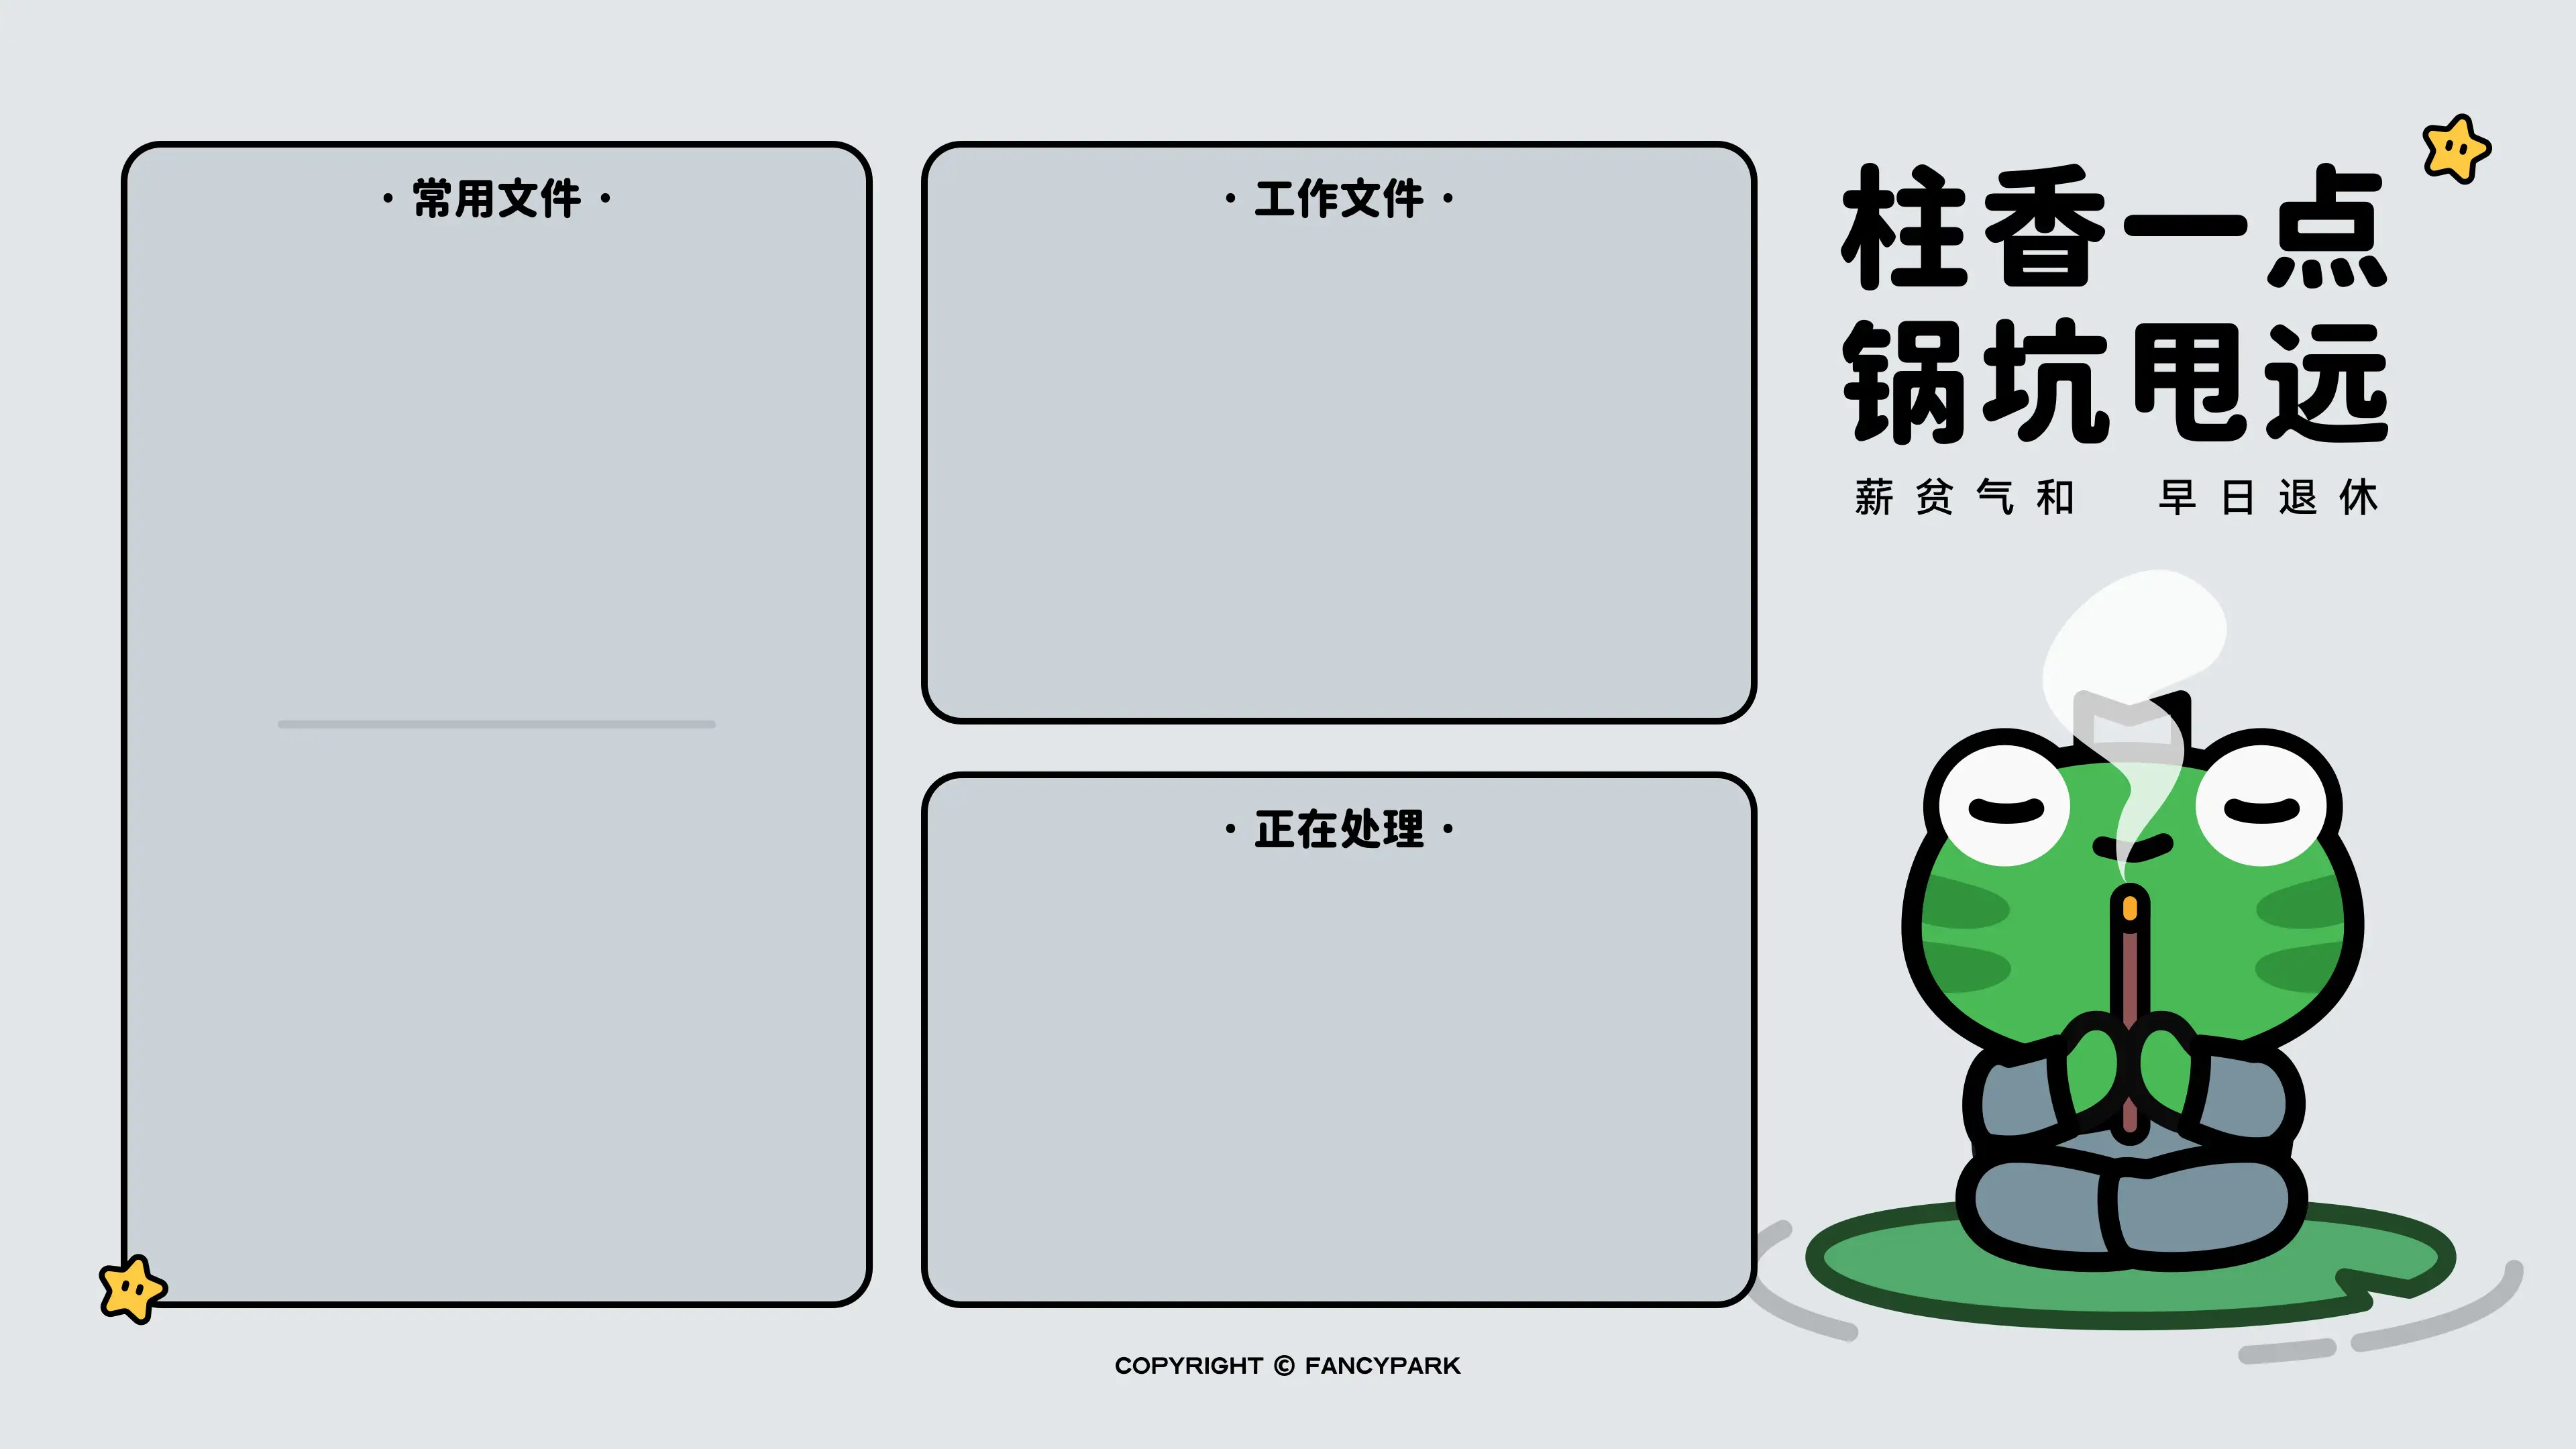 · 常用文件 ·
· 工作文件 ·
· 正在处理 ·
柱香一点
锅坑甩远
薪贫气和 早日退休
COPYRIGHT © FANCYPARK